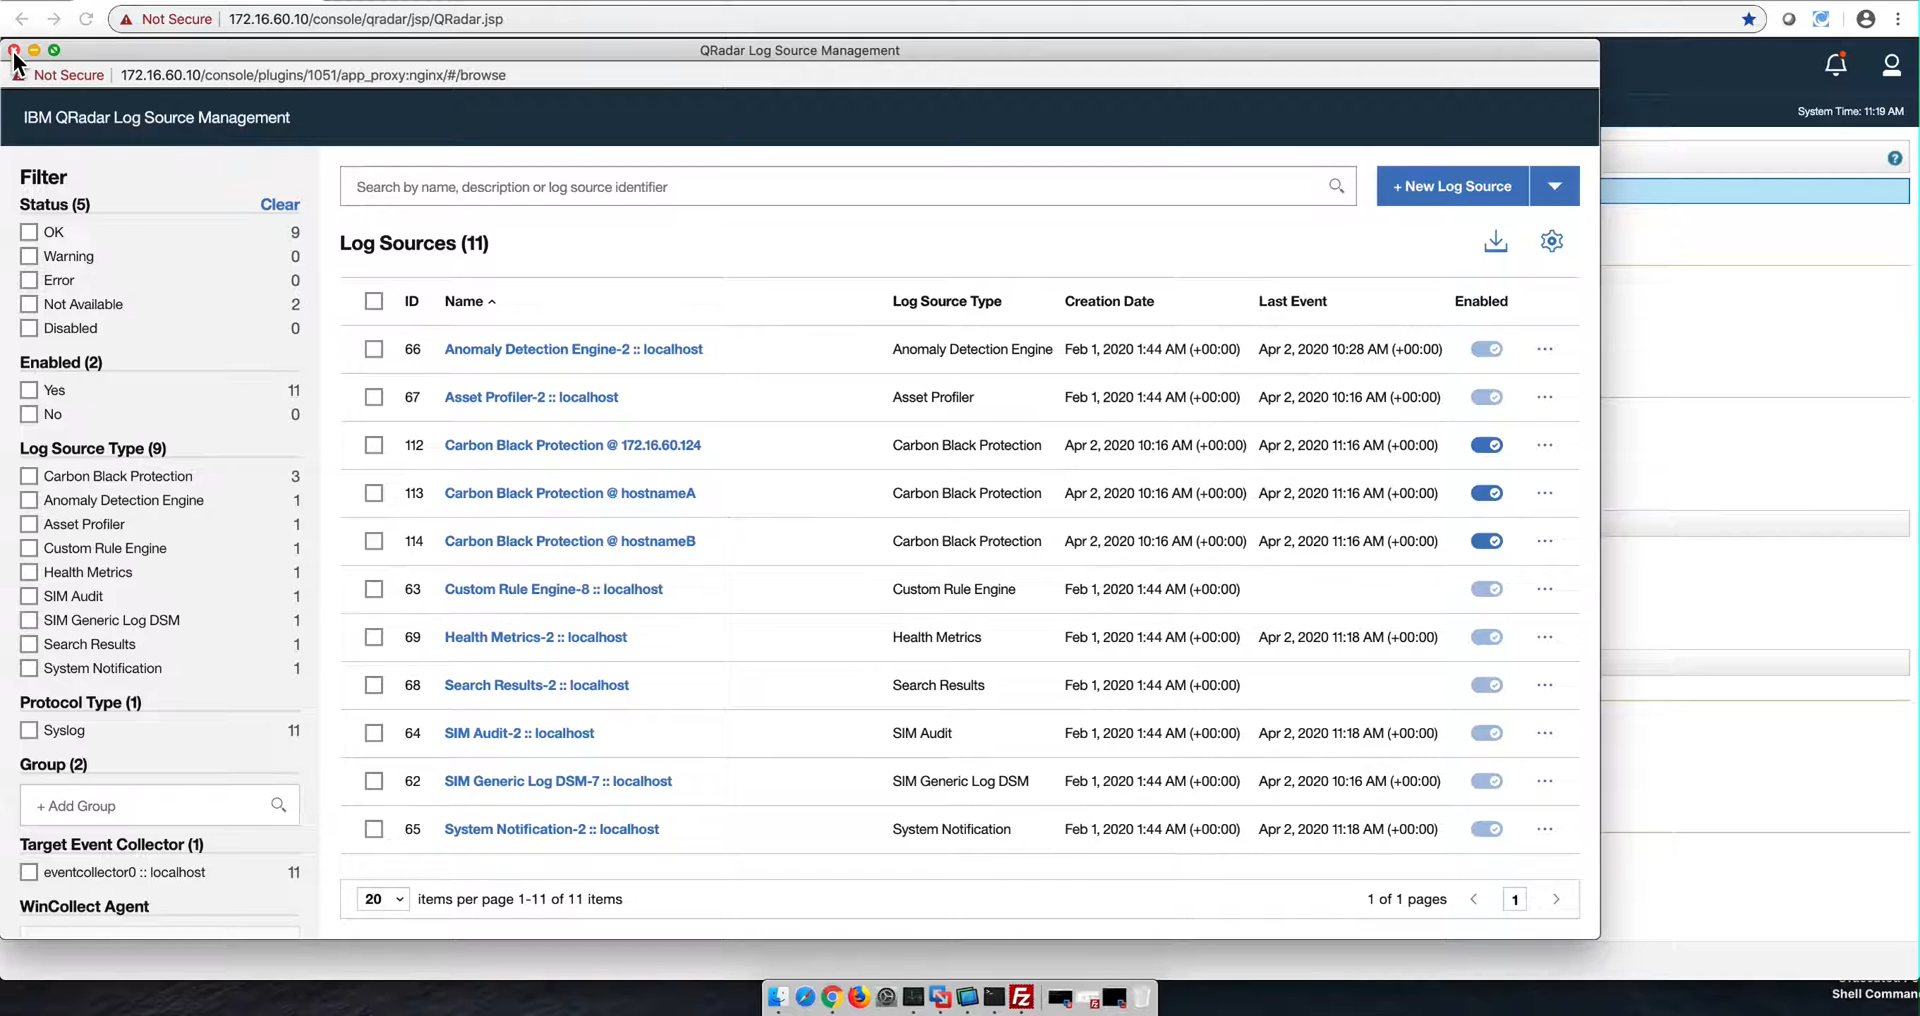 Not Secure 172.16.60.10/console/qradar/jsp/QRadar.jsp
QRadar Log Source Management
Not Secure 172.16.60.10/console/plugins/1051/app_proxy:nginx/#/browse
IBM QRadar Log Source Management
System Time: 11:19 AM
Filter
Status (5) Clear
OK 9
Warning 0
Error 0
Not Available 2
Disabled 0
Enabled (2)
Yes 11
No 0
Log Source Type (9)
Carbon Black Protection 3
Anomaly Detection Engine 1
Asset Profiler 1
Custom Rule Engine 1
Health Metrics 1
SIM Audit 1
SIM Generic Log DSM 1
Search Results 1
System Notification 1
Protocol Type (1)
Syslog 11
Group (2)
+ Add Group
Target Event Collector (1)
eventcollector0 :: localhost 11
WinCollect Agent
Search by name, description or log source identifier
+ New Log Source
Log Sources (11)
ID Name Log Source Type Creation Date Last Event Enabled
66 Anomaly Detection Engine-2 :: localhost Anomaly Detection Engine Feb 1, 2020 1:44 AM (+00:00) Apr 2, 2020 10:28 AM (+00:00)
67 Asset Profiler-2 :: localhost Asset Profiler Feb 1, 2020 1:44 AM (+00:00) Apr 2, 2020 10:16 AM (+00:00)
112 Carbon Black Protection @ 172.16.60.124 Carbon Black Protection Apr 2, 2020 10:16 AM (+00:00) Apr 2, 2020 11:16 AM (+00:00)
113 Carbon Black Protection @ hostnameA Carbon Black Protection Apr 2, 2020 10:16 AM (+00:00) Apr 2, 2020 11:16 AM (+00:00)
114 Carbon Black Protection @ hostnameB Carbon Black Protection Apr 2, 2020 10:16 AM (+00:00) Apr 2, 2020 11:16 AM (+00:00)
63 Custom Rule Engine-8 :: localhost Custom Rule Engine Feb 1, 2020 1:44 AM (+00:00)
69 Health Metrics-2 :: localhost Health Metrics Feb 1, 2020 1:44 AM (+00:00) Apr 2, 2020 11:18 AM (+00:00)
68 Search Results-2 :: localhost Search Results Feb 1, 2020 1:44 AM (+00:00)
64 SIM Audit-2 :: localhost SIM Audit Feb 1, 2020 1:44 AM (+00:00) Apr 2, 2020 11:18 AM (+00:00)
62 SIM Generic Log DSM-7 :: localhost SIM Generic Log DSM Feb 1, 2020 1:44 AM (+00:00) Apr 2, 2020 10:16 AM (+00:00)
65 System Notification-2 :: localhost System Notification Feb 1, 2020 1:44 AM (+00:00) Apr 2, 2020 11:18 AM (+00:00)
20 items per page 1-11 of 11 items 1 of 1 pages 1
Shell Comman